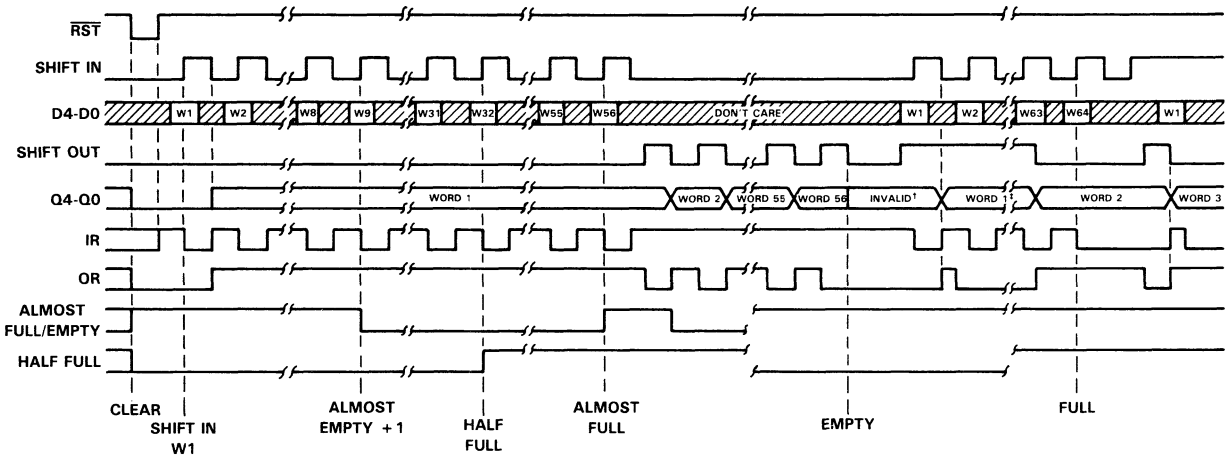 RST
SHIFT IN
D4-D0 W1 W2 W8 W9 W31 W32 W55 W56 DON'T CARE W1 W2 W63 W64 W1
SHIFT OUT
Q4-Q0 WORD 1 WORD 2 WORD 55 WORD 56 INVALID† WORD 1‡ WORD 2 WORD 3
IR
OR
ALMOST
FULL/EMPTY
HALF FULL
CLEAR
SHIFT IN
W1
ALMOST
EMPTY +1
HALF
FULL
ALMOST
FULL
EMPTY
FULL